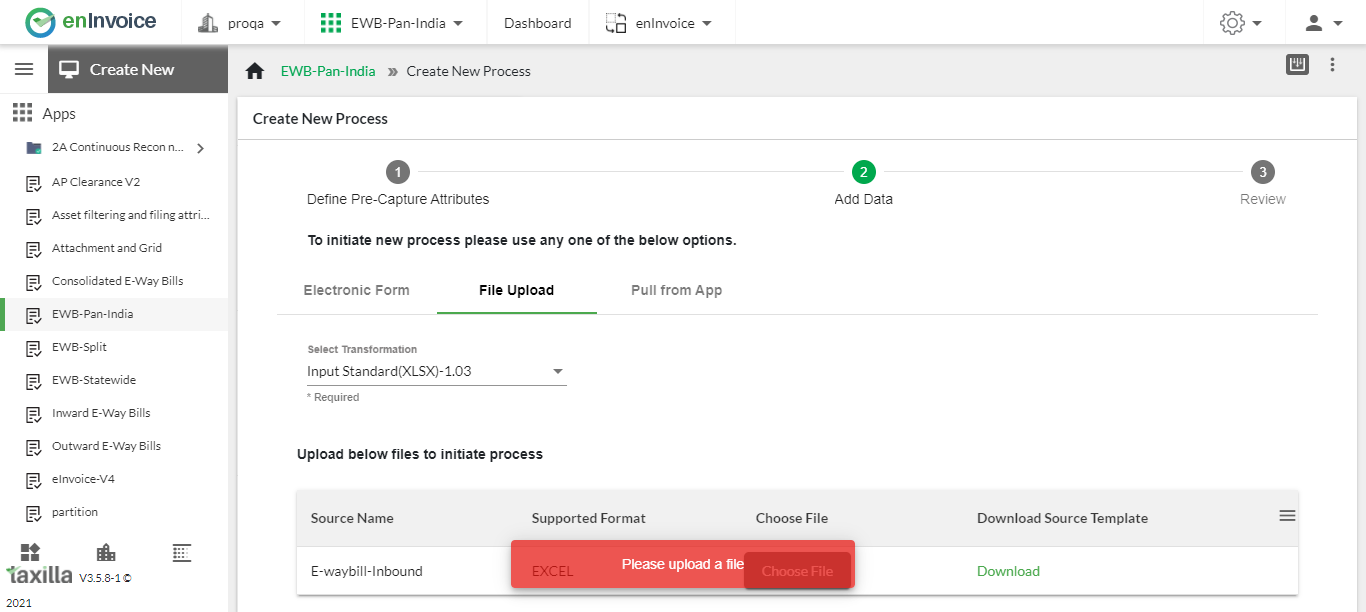 enInvoice
proqa
EWB-Pan-India
Dashboard
enInvoice
Create New
EWB-Pan-India » Create New Process
Apps
2A Continuous Recon n...
AP Clearance V2
Asset filtering and filing attri...
Attachment and Grid
Consolidated E-Way Bills
EWB-Pan-India
EWB-Split
EWB-Statewide
Inward E-Way Bills
Outward E-Way Bills
eInvoice-V4
partition
taxilla V3.5.8-1©
2021
Create New Process
1
2
3
Define Pre-Capture Attributes
Add Data
Review
To initiate new process please use any one of the below options.
Electronic Form
File Upload
Pull from App
Select Transformation
Input Standard(XLSX)-1.03
* Required
Upload below files to initiate process
Source Name
Supported Format
Choose File
Download Source Template
E-waybill-Inbound
EXCEL
Please upload a file
Choose File
Download